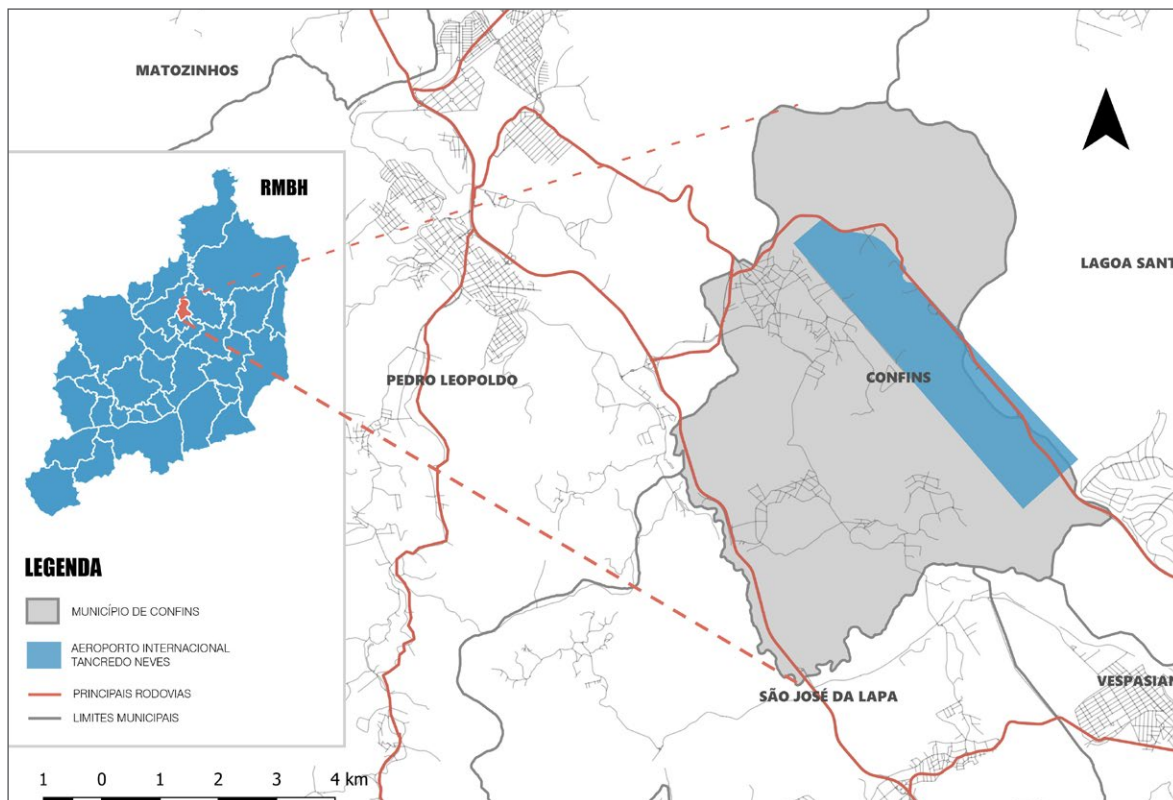 MATOZINHOS
RMBH
LAGOA SANT
PEDRO LEOPOLDO
CONFINS
LEGENDA
MUNICÍPIO DE CONFINS
AEROPORTO INTERNACIONAL
TANCREDO NEVES
PRINCIPAIS RODOVIAS
LIMITES MUNICIPAIS
VESPASIAN
SÃO JOSÉ DA LAPA
1 0 1 2 3 4 km